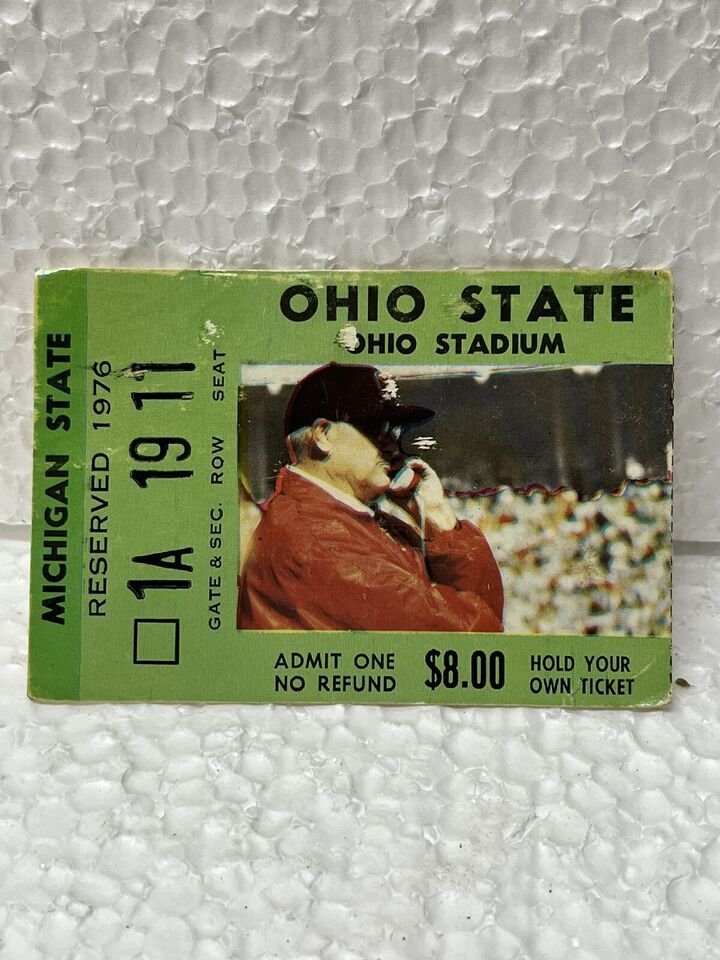 MICHIGAN STATE
RESERVED 1976
1A 19 11
GATE & SEC. ROW SEAT
OHIO STATE
OHIO STADIUM
ADMIT ONE
NO REFUND
$8.00
HOLD YOUR
OWN TICKET